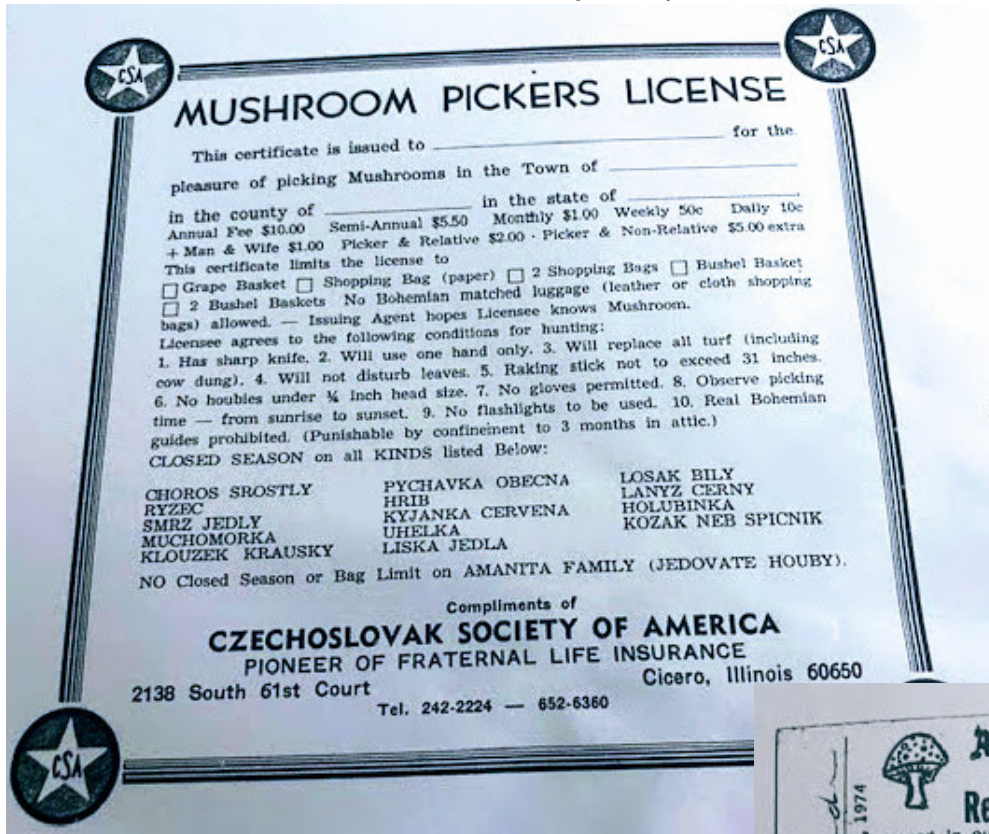 CSA
CSA
MUSHROOM PICKERS LICENSE
This certificate is issued to for the
pleasure of picking Mushrooms in the Town of
in the county of in the state of
Annual Fee $10.00 Semi-Annual $5.50 Monthly $1.00 Weekly 50c Daily 10c
+ Man & Wife $1.00 Picker & Relative $2.00 · Picker & Non-Relative $5.00 extra
This certificate limits the license to
Grape Basket Shopping Bag (paper) 2 Shopping Bags Bushel Basket
2 Bushel Baskets No Bohemian matched luggage (leather or cloth shopping
bags) allowed. — Issuing Agent hopes Licensee knows Mushroom.
Licensee agrees to the following conditions for hunting:
1. Has sharp knife. 2. Will use one hand only. 3. Will replace all turf (including
cow dung). 4. Will not disturb leaves. 5. Raking stick not to exceed 31 inches.
6. No houbies under ¼ inch head size. 7. No gloves permitted. 8. Observe picking
time — from sunrise to sunset. 9. No flashlights to be used. 10. Real Bohemian
guides prohibited. (Punishable by confinement to 3 months in attic.)
CLOSED SEASON on all KINDS listed Below:
CHOROS SROSTLY PYCHAVKA OBECNA LOSAK BILY
RYZEC HRIB LANYZ CERNY
SMRZ JEDLY KYJANKA CERVENA HOLUBINKA
MUCHOMORKA UHELKA KOZAK NEB SPICNIK
KLOUZEK KRAUSKY LISKA JEDLA
NO Closed Season or Bag Limit on AMANITA FAMILY (JEDOVATE HOUBY).
Compliments of
CZECHOSLOVAK SOCIETY OF AMERICA
PIONEER OF FRATERNAL LIFE INSURANCE
2138 South 61st Court Cicero, Illinois 60650
Tel. 242-2224 — 652-6360
CSA
1974
Re